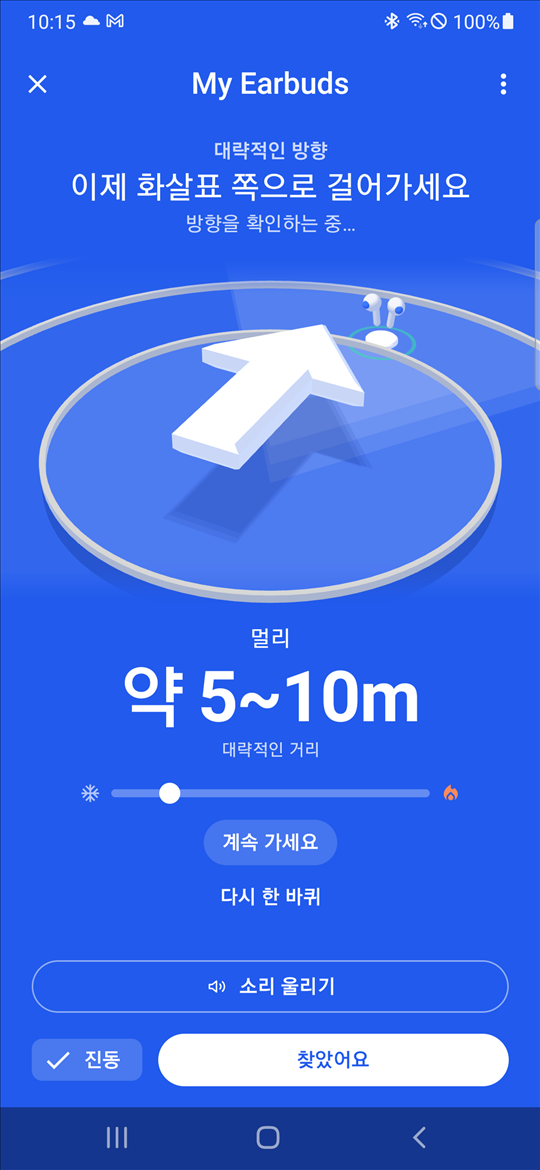 10:15
100%
My Earbuds
대략적인 방향
이제 화살표 쪽으로 걸어가세요
방향을 확인하는 중...
멀리
약 5~10m
대략적인 거리
계속 가세요
다시 한 바퀴
소리 울리기
진동
찾았어요